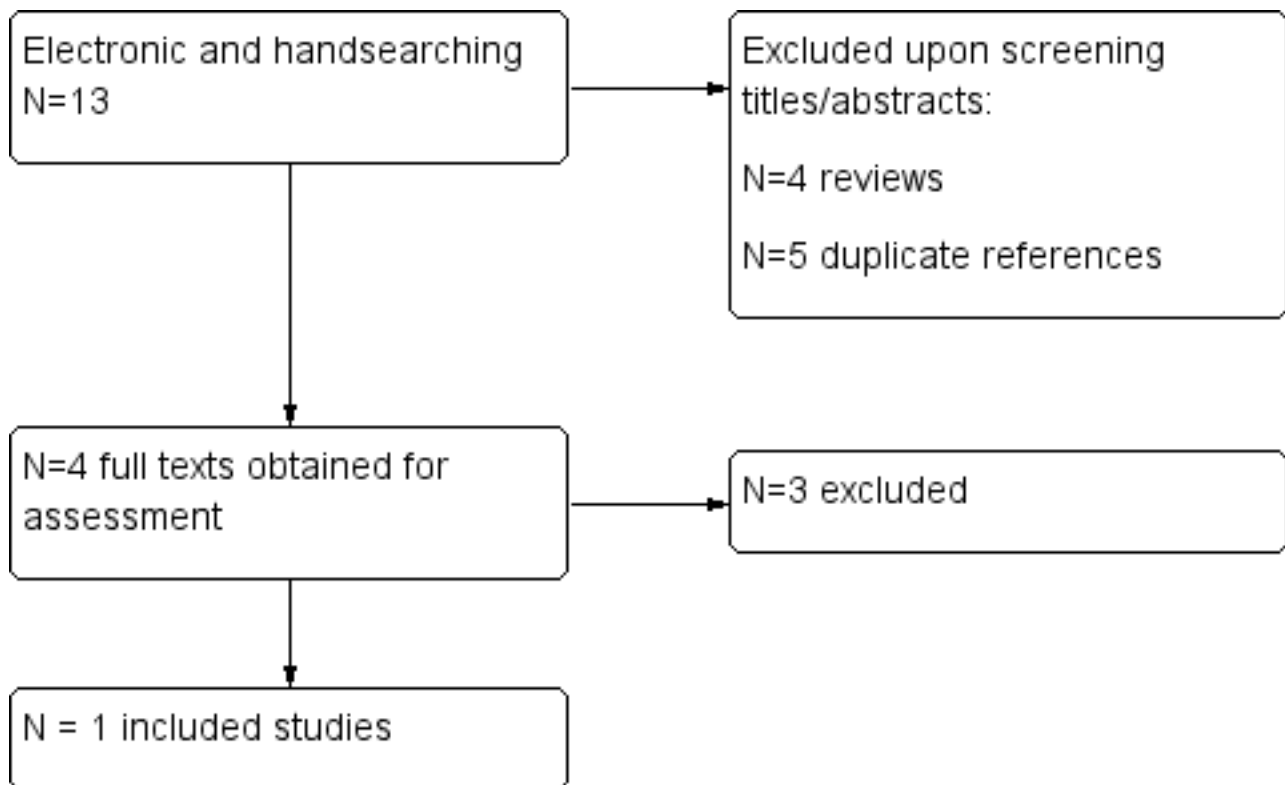 Electronic and handsearching
N=13
Excluded upon screening
titles/abstracts:
N=4 reviews
N=5 duplicate references
N=4 full texts obtained for
assessment
N=3 excluded
N = 1 included studies